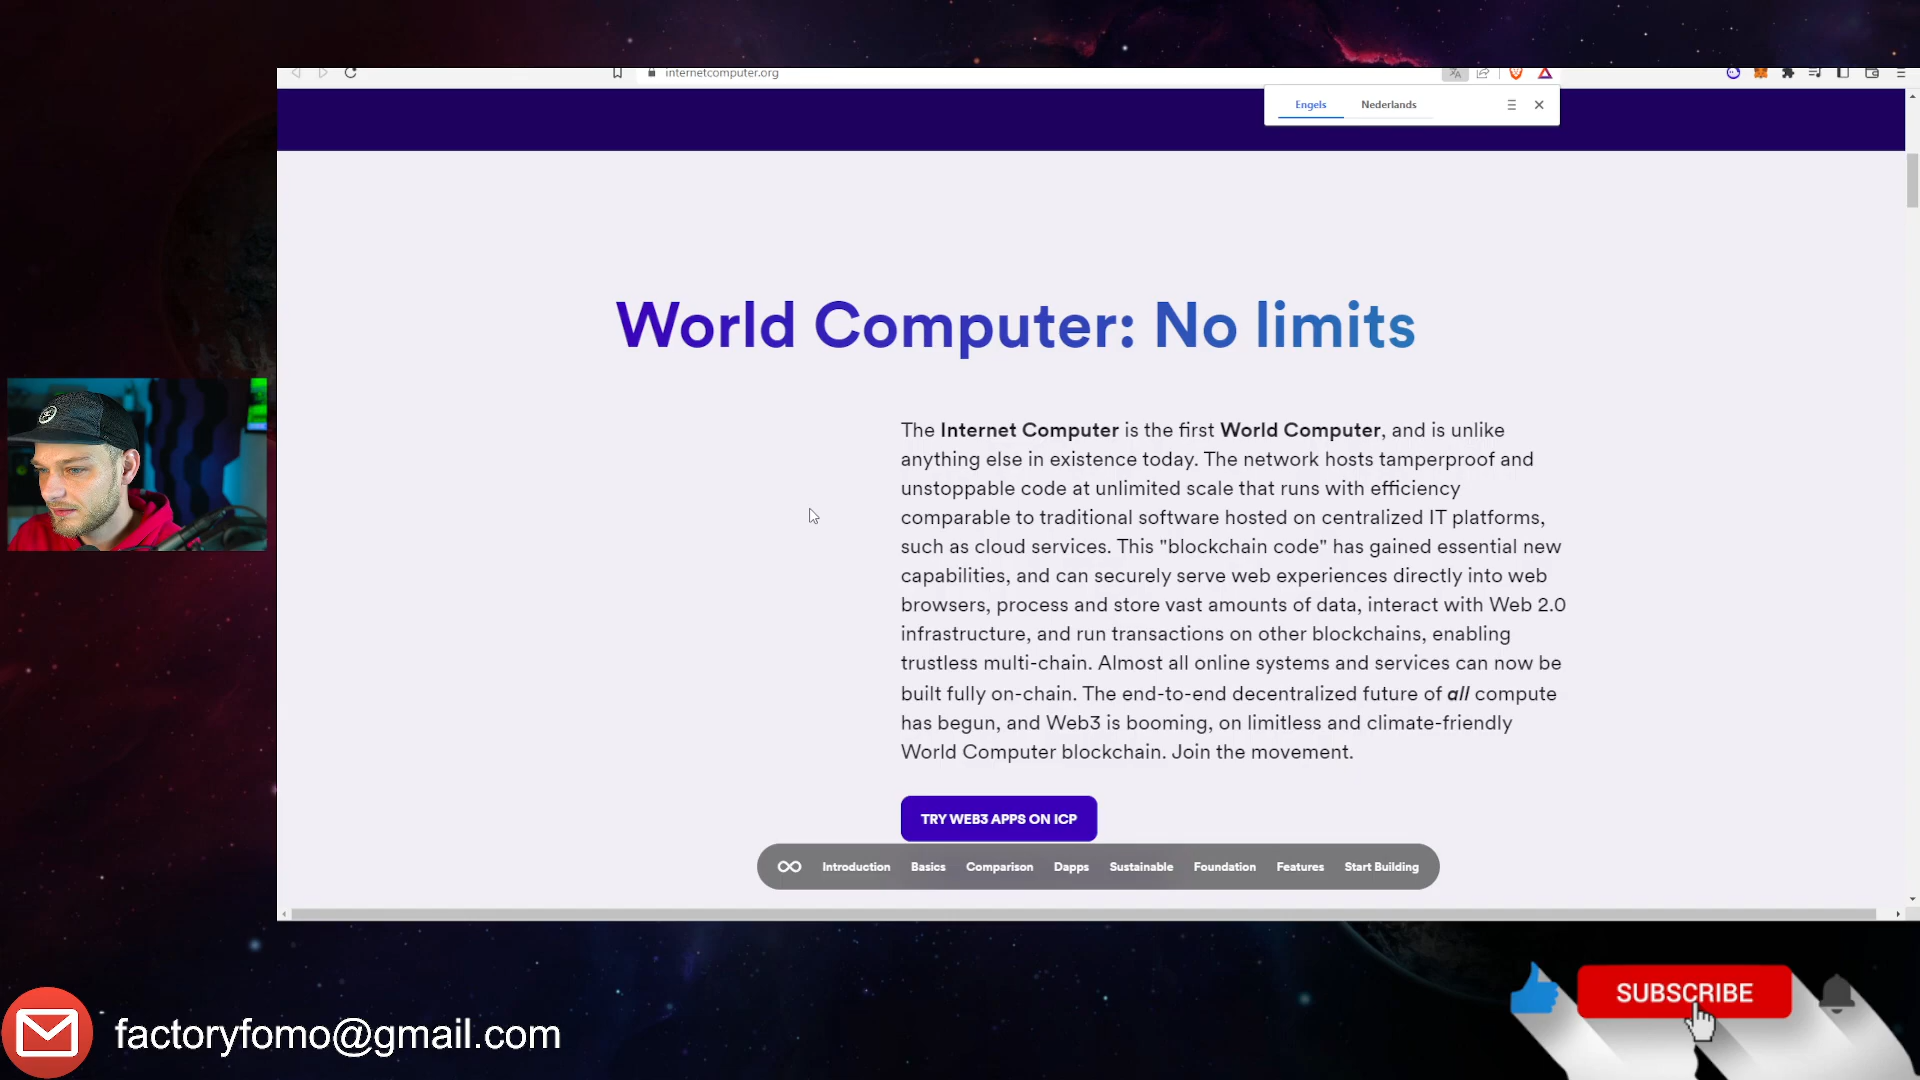 internetcomputer.org
Engels Nederlands
World Computer: No limits
The Internet Computer is the first World Computer, and is unlike
anything else in existence today. The network hosts tamperproof and
unstoppable code at unlimited scale that runs with efficiency
comparable to traditional software hosted on centralized IT platforms,
such as cloud services. This "blockchain code" has gained essential new
capabilities, and can securely serve web experiences directly into web
browsers, process and store vast amounts of data, interact with Web 2.0
infrastructure, and run transactions on other blockchains, enabling
trustless multi-chain. Almost all online systems and services can now be
built fully on-chain. The end-to-end decentralized future of all compute
has begun, and Web3 is booming, on limitless and climate-friendly
World Computer blockchain. Join the movement.
TRY WEB3 APPS ON ICP
Introduction Basics Comparison Dapps Sustainable Foundation Features Start Building
SUBSCRIBE
factoryfomo@gmail.com